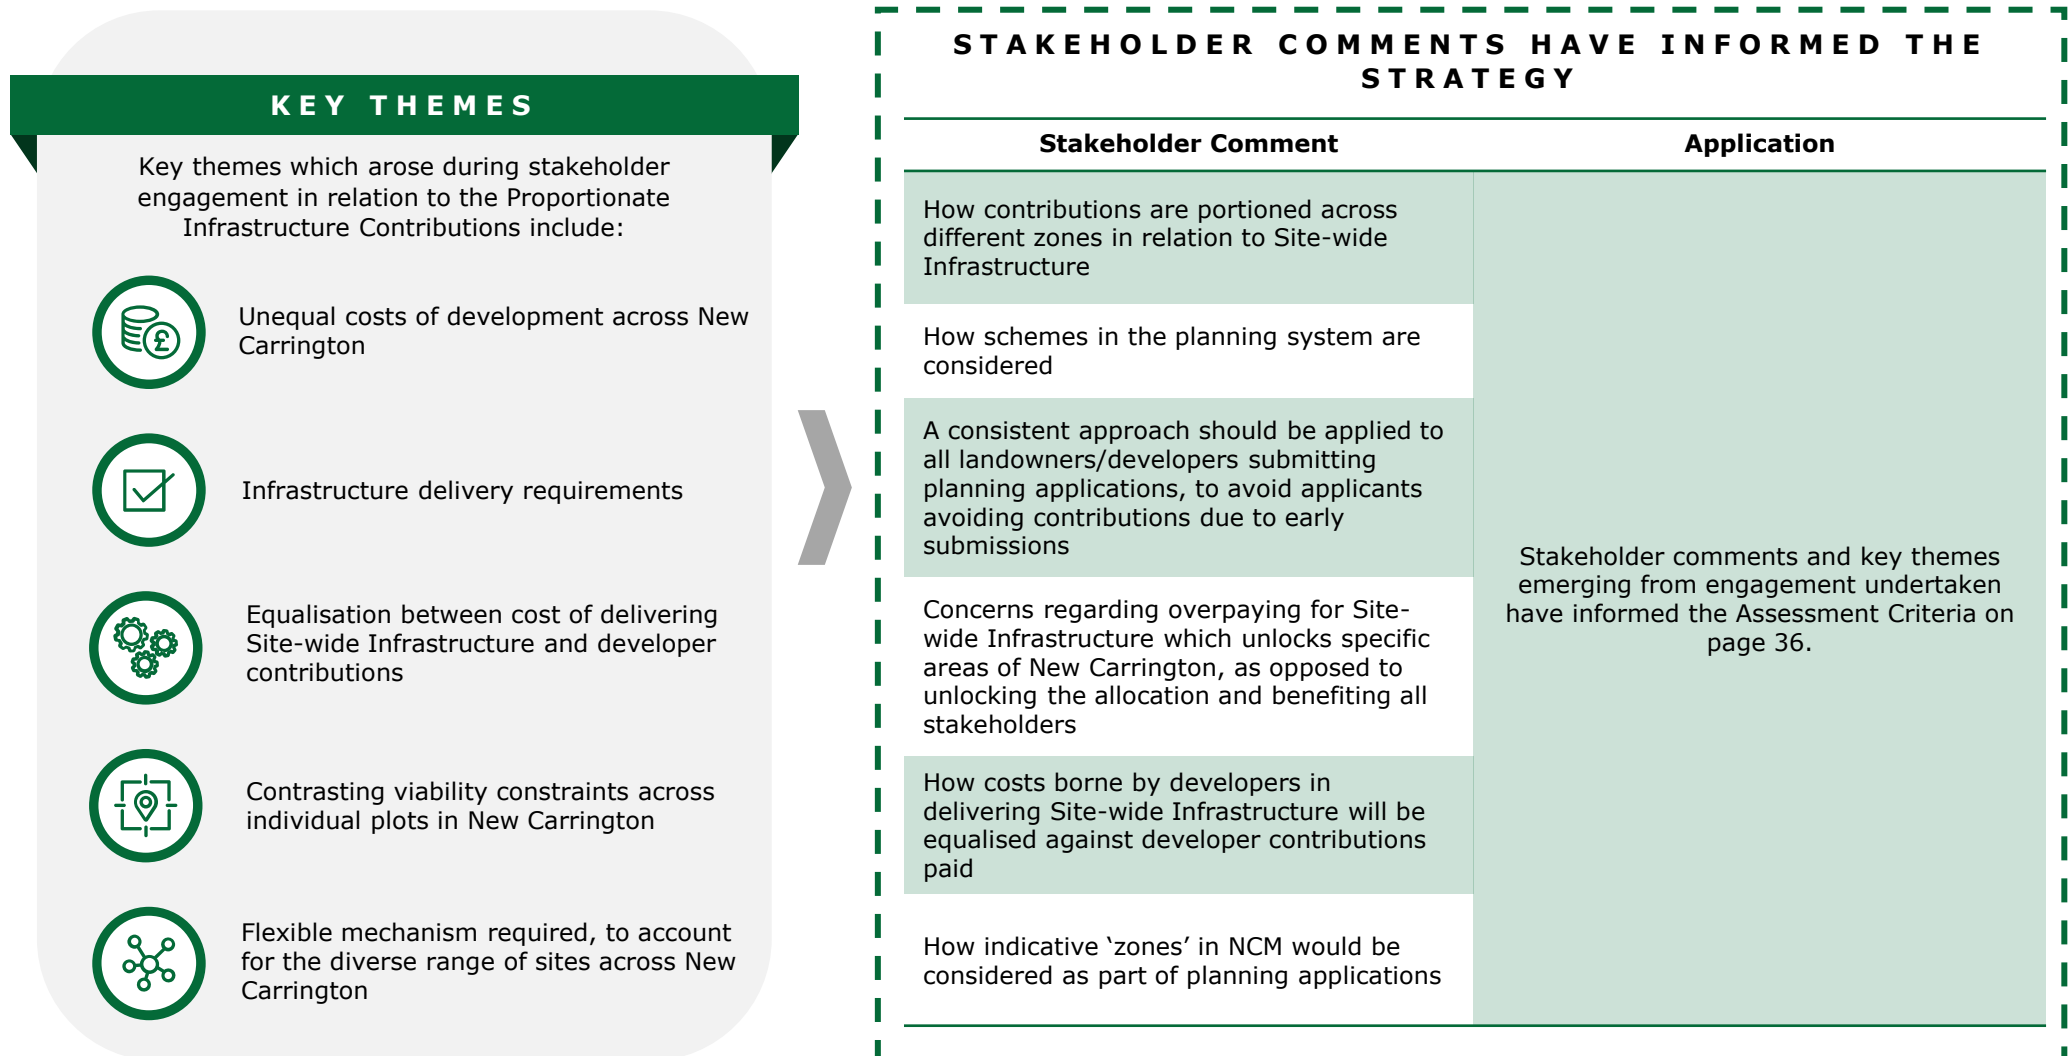 KEY THEMES
Key themes which arose during stakeholder
engagement in relation to the Proportionate
Infrastructure Contributions include:
Unequal costs of development across New
Carrington
Infrastructure delivery requirements
Equalisation between cost of delivering
Site-wide Infrastructure and developer
contributions
Contrasting viability constraints across
individual plots in New Carrington
Flexible mechanism required, to account
for the diverse range of sites across New
Carrington
STAKEHOLDER COMMENTS HAVE INFORMED THE
STRATEGY
Stakeholder Comment
Application
How contributions are portioned across
different zones in relation to Site-wide
Infrastructure
How schemes in the planning system are
considered
A consistent approach should be applied to
all landowners/developers submitting
planning applications, to avoid applicants
avoiding contributions due to early
submissions
Concerns regarding overpaying for Site-
wide Infrastructure which unlocks specific
areas of New Carrington, as opposed to
unlocking the allocation and benefiting all
stakeholders
How costs borne by developers in
delivering Site-wide Infrastructure will be
equalised against developer contributions
paid
How indicative ‘zones’ in NCM would be
considered as part of planning applications
Stakeholder comments and key themes
emerging from engagement undertaken
have informed the Assessment Criteria on
page 36.